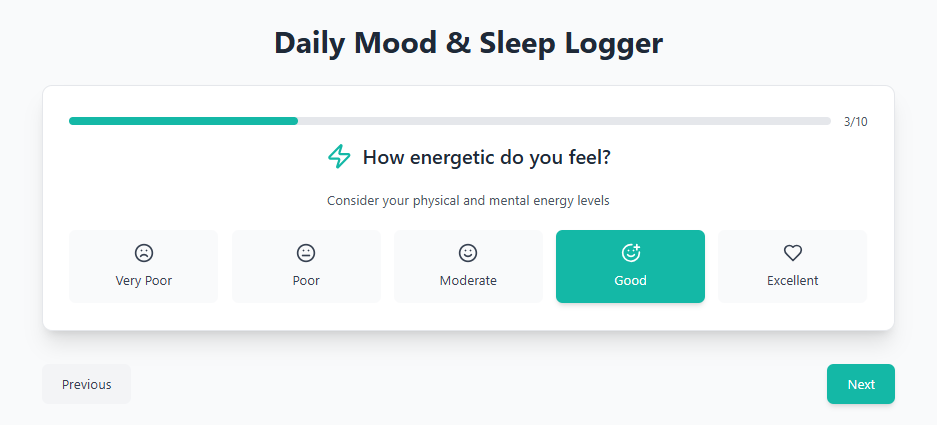 Daily Mood & Sleep Logger
3/10
How energetic do you feel?
Consider your physical and mental energy levels
Very Poor
Poor
Moderate
Good
Excellent
Previous
Next